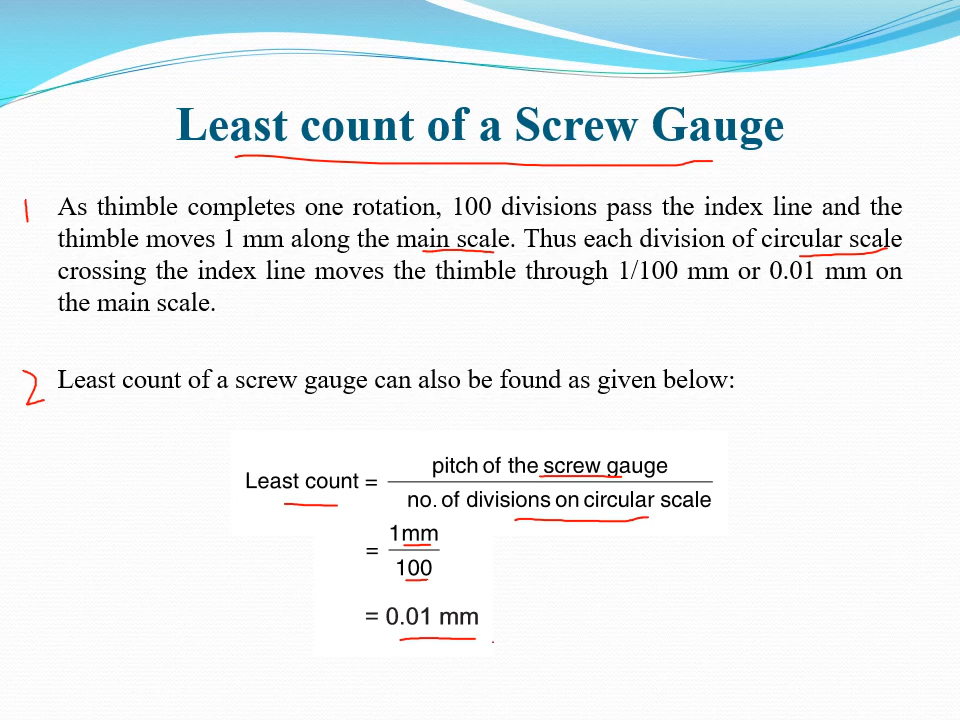 Least count of a Screw Gauge
1
As thimble completes one rotation, 100 divisions pass the index line and the
thimble moves 1 mm along the main scale. Thus each division of circular scale
crossing the index line moves the thimble through 1/100 mm or 0.01 mm on
the main scale.
2
Least count of a screw gauge can also be found as given below:
pitch of the screw gauge
Least count =
no. of divisions on circular scale
1mm
=
100
= 0.01 mm